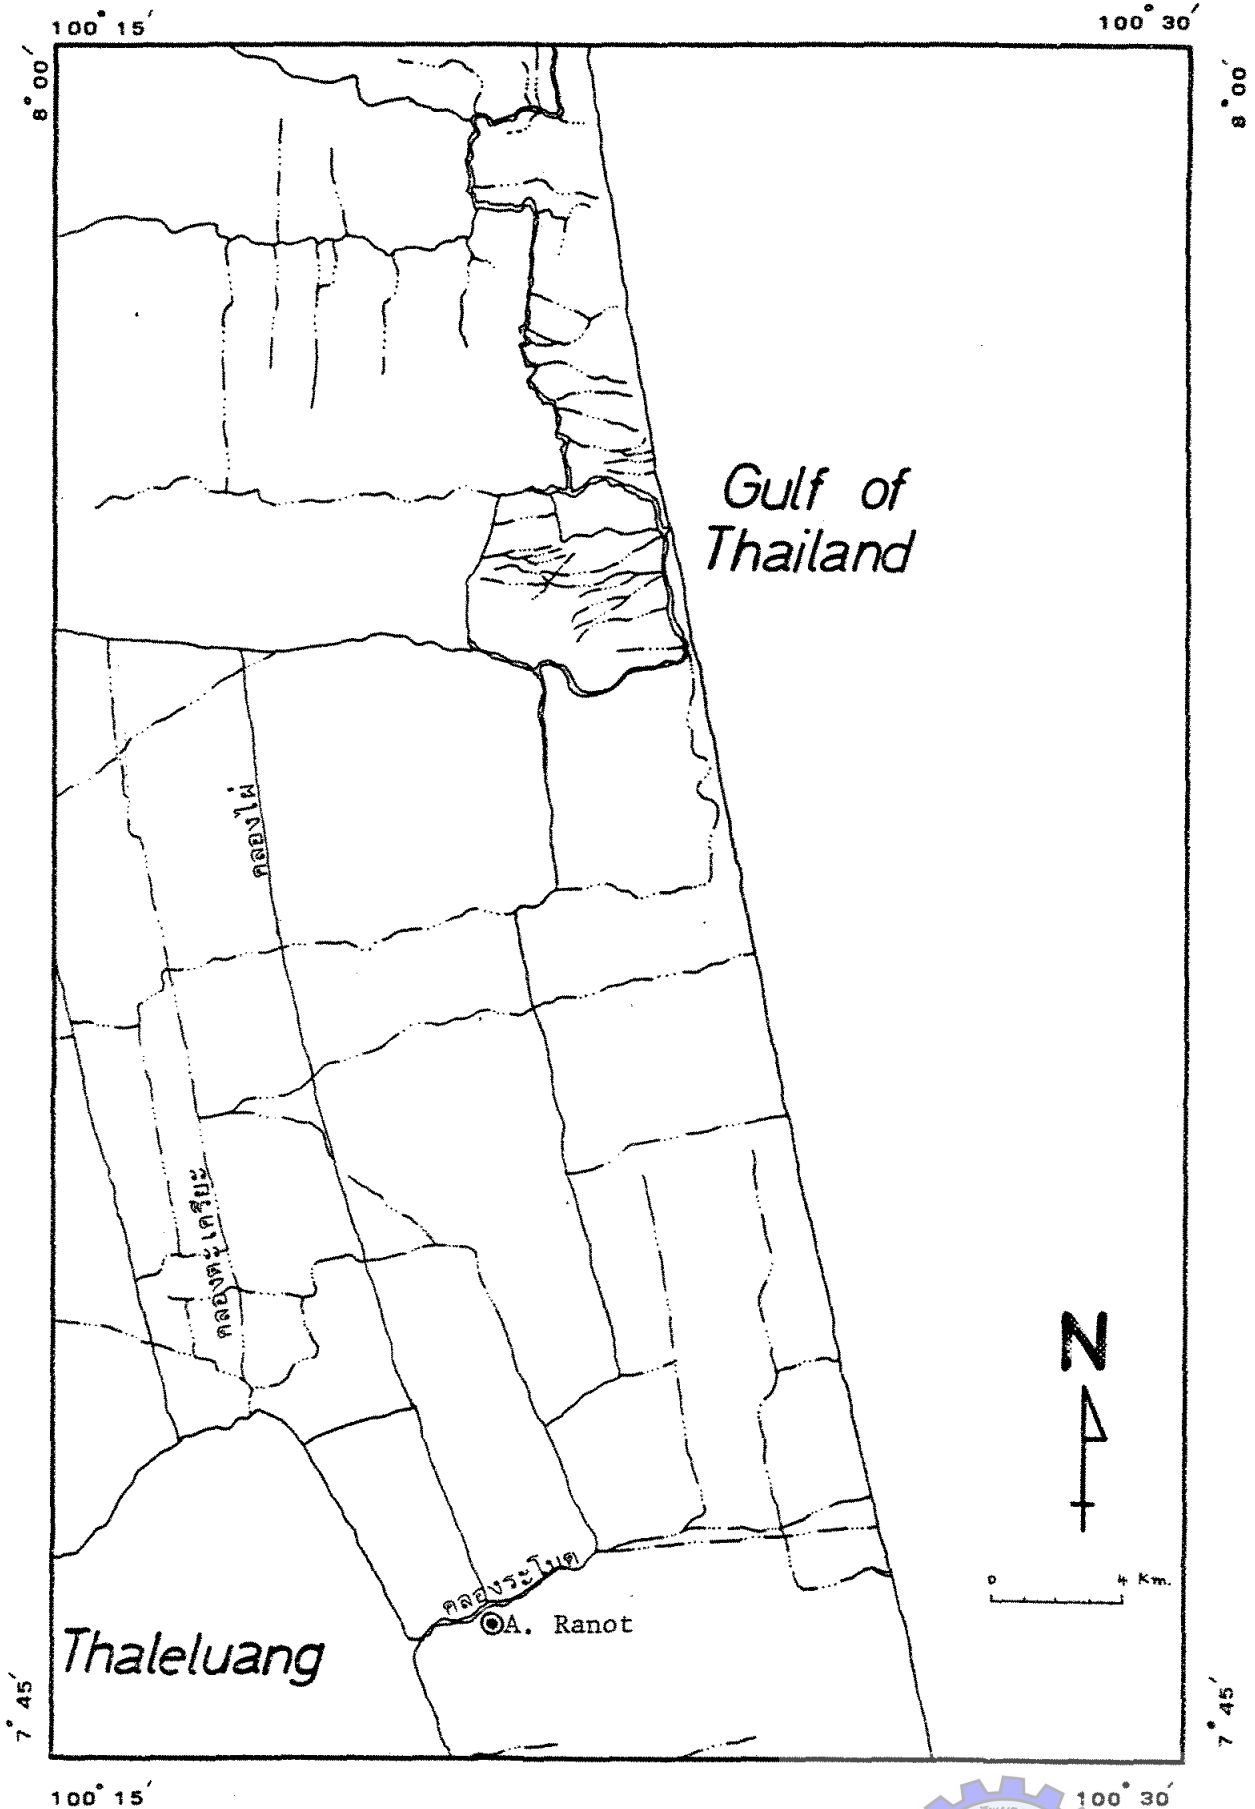 100° 15′
100° 30′
8° 00′
8° 00′
Gulf of
Thailand
คลองไผ่
คลองตะเครียะ
N
0 4 Km.
คลองระโนด
A. Ranot
Thaleluang
7° 45′
7° 45′
100° 15′
100° 30′